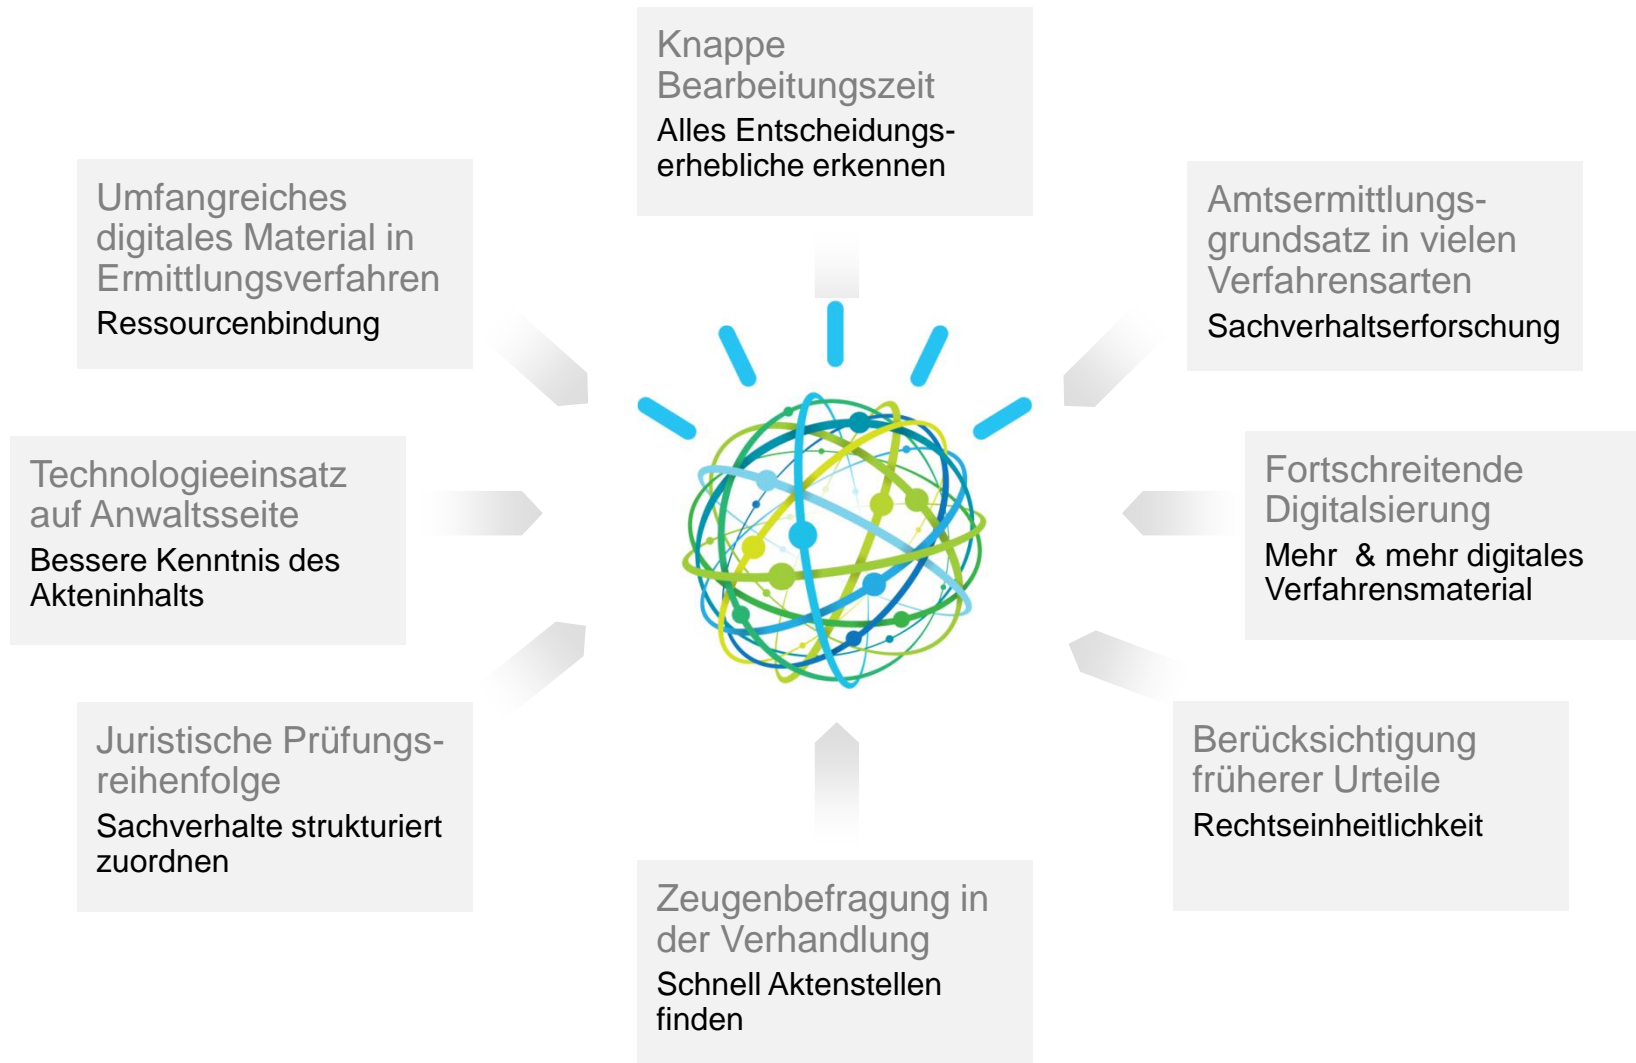 Knappe
Bearbeitungszeit
Alles Entscheidungs-
erhebliche erkennen
Umfangreiches
digitales Material in
Ermittlungsverfahren
Ressourcenbindung
Amtsermittlungs-
grundsatz in vielen
Verfahrensarten
Sachverhaltserforschung
Technologieeinsatz
auf Anwaltsseite
Bessere Kenntnis des
Akteninhalts
Fortschreitende
Digitalsierung
Mehr & mehr digitales
Verfahrensmaterial
Juristische Prüfungs-
reihenfolge
Sachverhalte strukturiert
zuordnen
Berücksichtigung
früherer Urteile
Rechtseinheitlichkeit
Zeugenbefragung in
der Verhandlung
Schnell Aktenstellen
finden